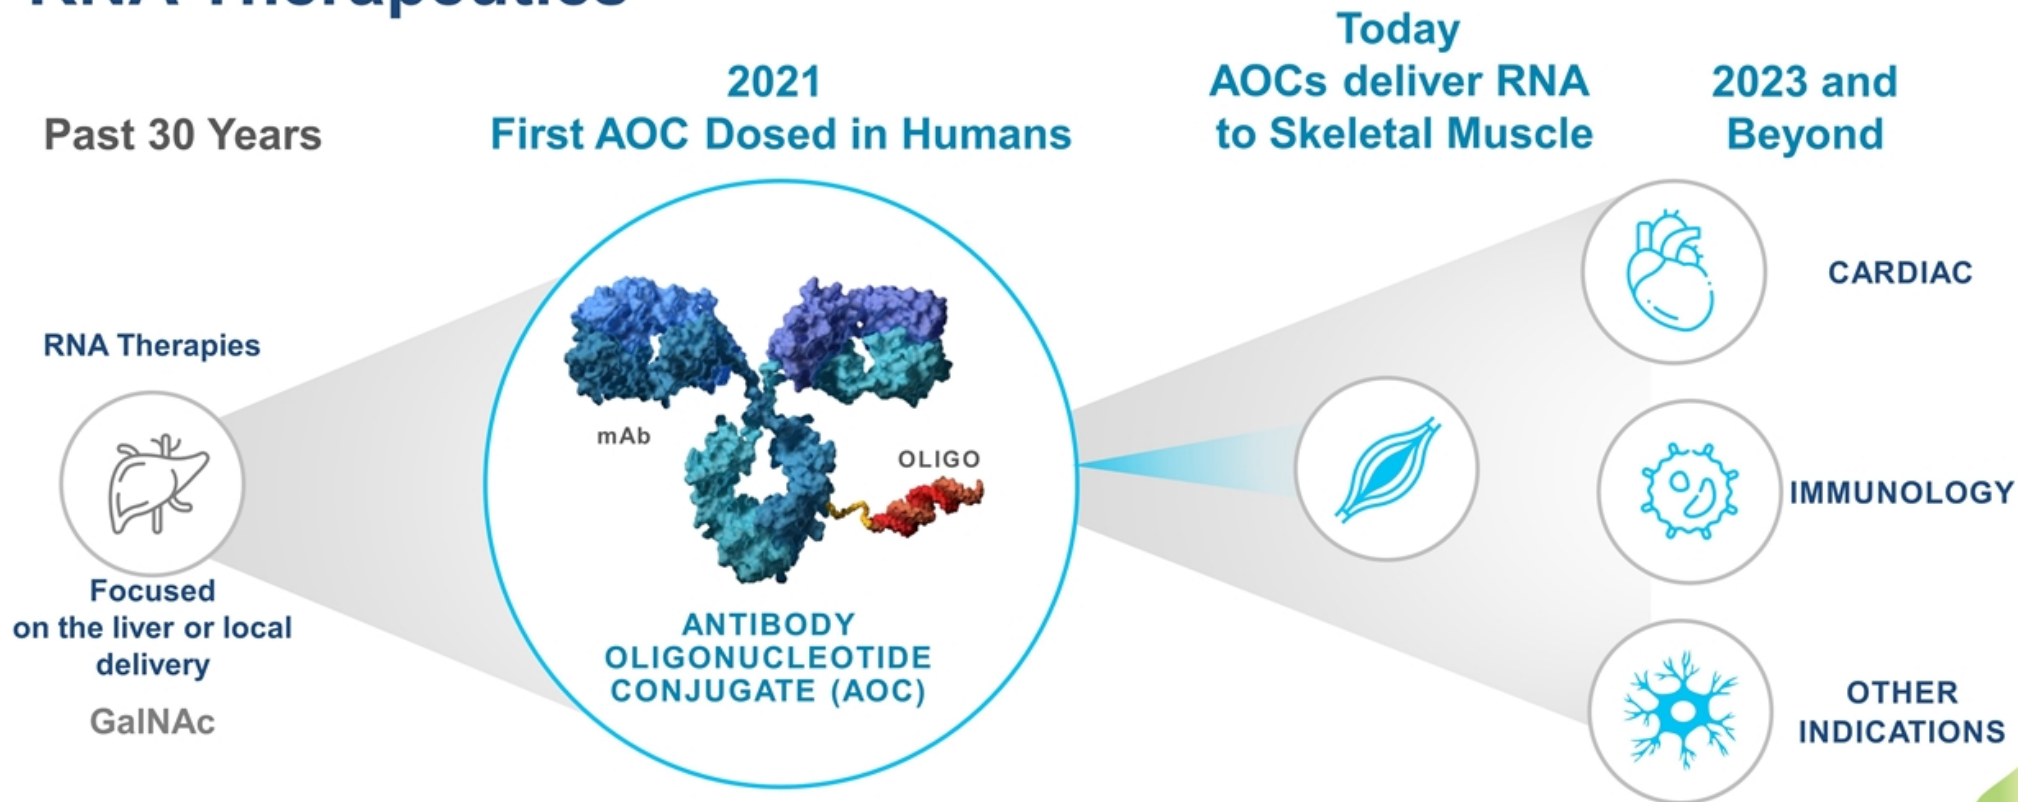 RNA Therapeutics
Past 30 Years
RNA Therapies
Focused
on the liver or local
delivery
GalNAc
2021
First AOC Dosed in Humans
mAb
OLIGO
ANTIBODY
OLIGONUCLEOTIDE
CONJUGATE (AOC)
Today
AOCs deliver RNA
to Skeletal Muscle
2023 and
Beyond
CARDIAC
IMMUNOLOGY
OTHER
INDICATIONS